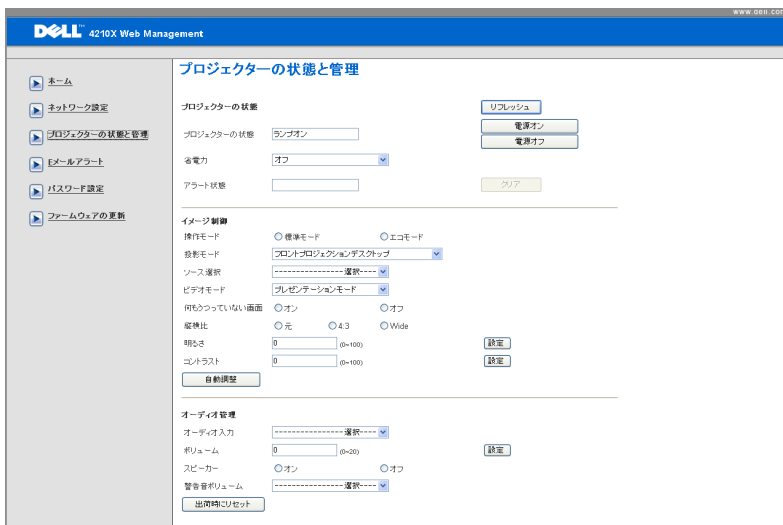 www.dell.com
DELL™ 4210X Web Management
ホーム
ネットワーク設定
プロジェクターの状態と管理
Eメールアラート
パスワード設定
ファームウェアの更新
プロジェクターの状態と管理
プロジェクターの状態 リフレッシュ
電源オン
プロジェクターの状態 ランプオン
電源オフ
省電力 オフ
アラート状態 クリア
イメージ制御
操作モード 標準モード エコモード
投影モード フロントプロジェクションデスクトップ
ソース選択 ----------------選択----
ビデオモード プレゼンテーションモード
何もうつっていない画面 オン オフ
縦横比 元 4:3 Wide
明るさ 0 (0~100) 設定
コントラスト 0 (0~100) 設定
自動調整
オーディオ管理
オーディオ入力 ----------------選択----
ボリューム 0 (0~20) 設定
スピーカー オン オフ
警告音ボリューム ----------------選択----
出荷時にリセット